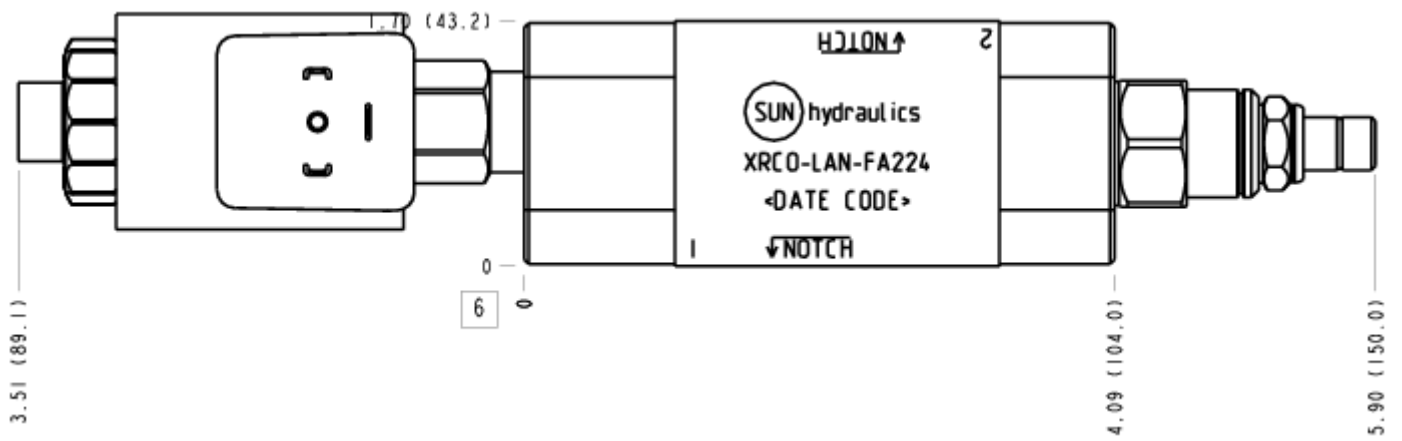 1.70 (43.2)
NOTCH
2
SUN hydraulics
XRCO-LAN-FA224
<DATE CODE>
1
NOTCH
0
6
0
3.51 (89.1)
4.09 (104.0)
5.90 (150.0)